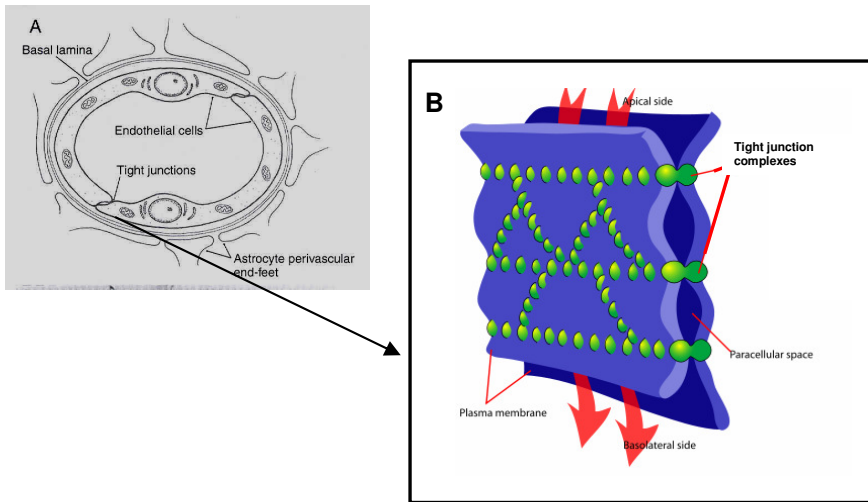 A
Basal lamina
Endothelial cells
Tight junctions
Astrocyte perivascular
end-feet
B
Apical side
Tight junction
complexes
Paracellular space
Plasma membrane
Basolateral side